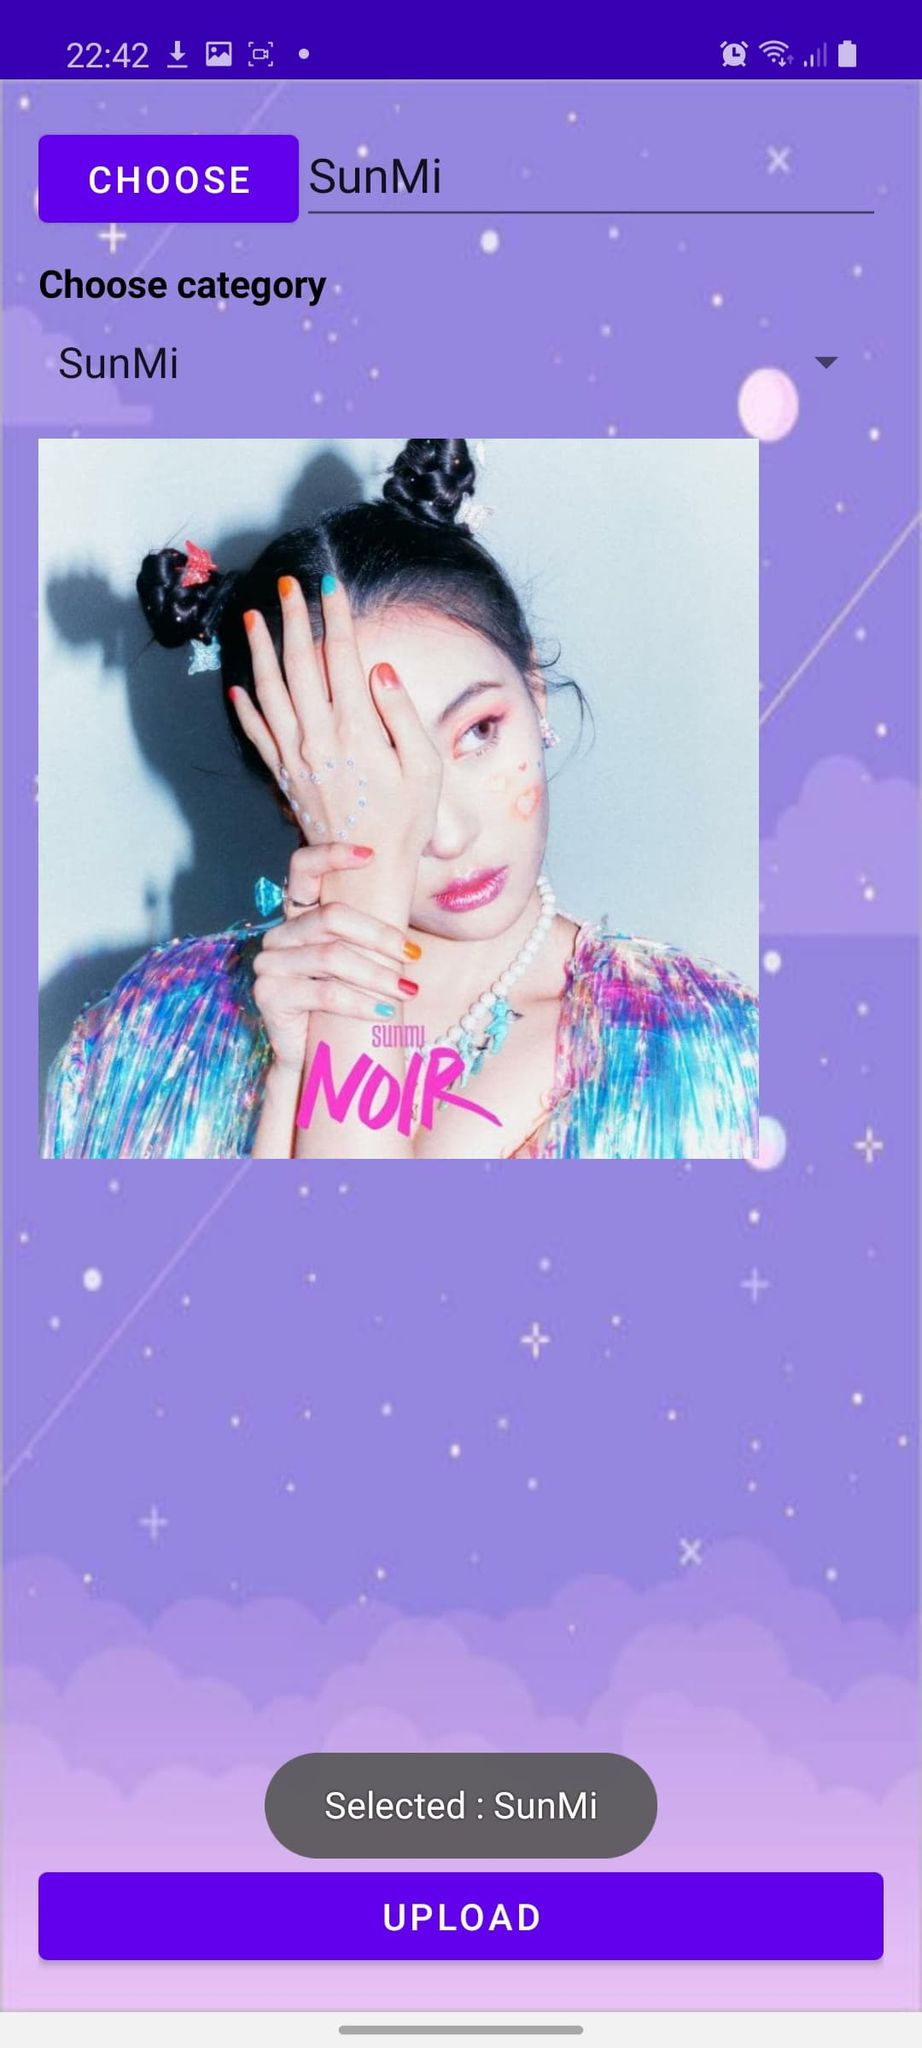 22:42
CHOOSE
SunMi
Choose category
SunMi
sunmi
NOIR
Selected : SunMi
UPLOAD